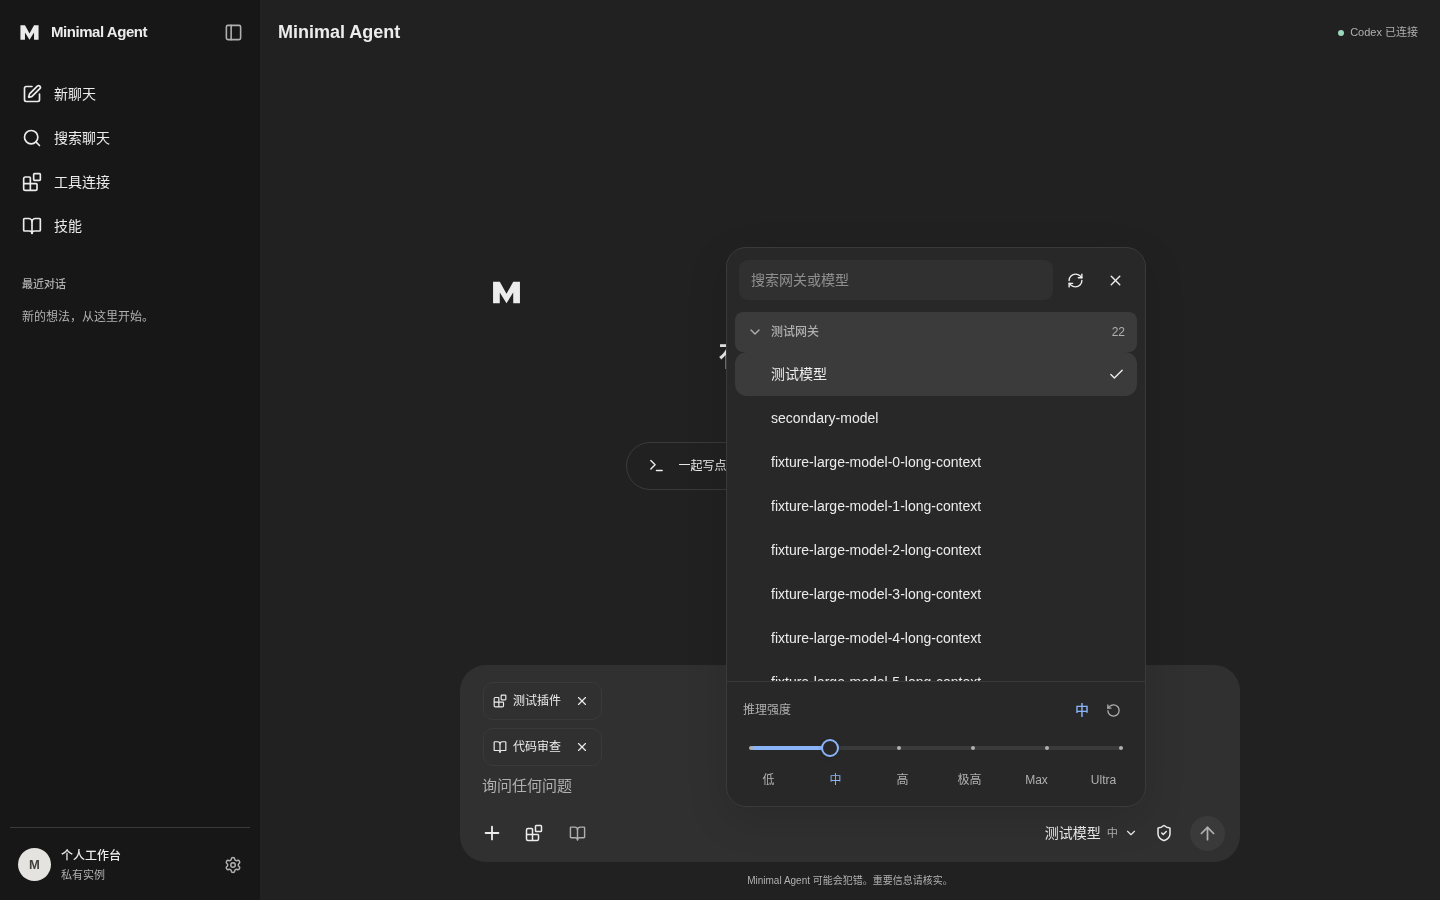 Minimal Agent
新聊天
搜索聊天
工具连接
技能
最近对话
新的想法，从这里开始。
M
个人工作台
私有实例
Minimal Agent
Codex 已连接
一起写点
搜索网关或模型
测试网关
22
测试模型
secondary-model
fixture-large-model-0-long-context
fixture-large-model-1-long-context
fixture-large-model-2-long-context
fixture-large-model-3-long-context
fixture-large-model-4-long-context
fixture-large-model-5-long-context
推理强度
中
低 中 高 极高 Max Ultra
测试插件
代码审查
询问任何问题
测试模型 中
Minimal Agent 可能会犯错。重要信息请核实。